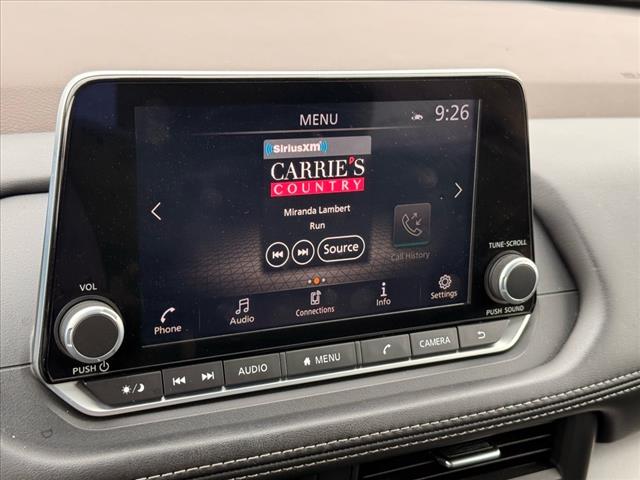 MENU
9:26
SiriusXM
CARRIE'S
COUNTRY
Miranda Lambert
Run
Source
Call History
Phone
Audio
Connections
Info
Settings
VOL
PUSH
TUNE·SCROLL
PUSH SOUND
AUDIO
MENU
CAMERA